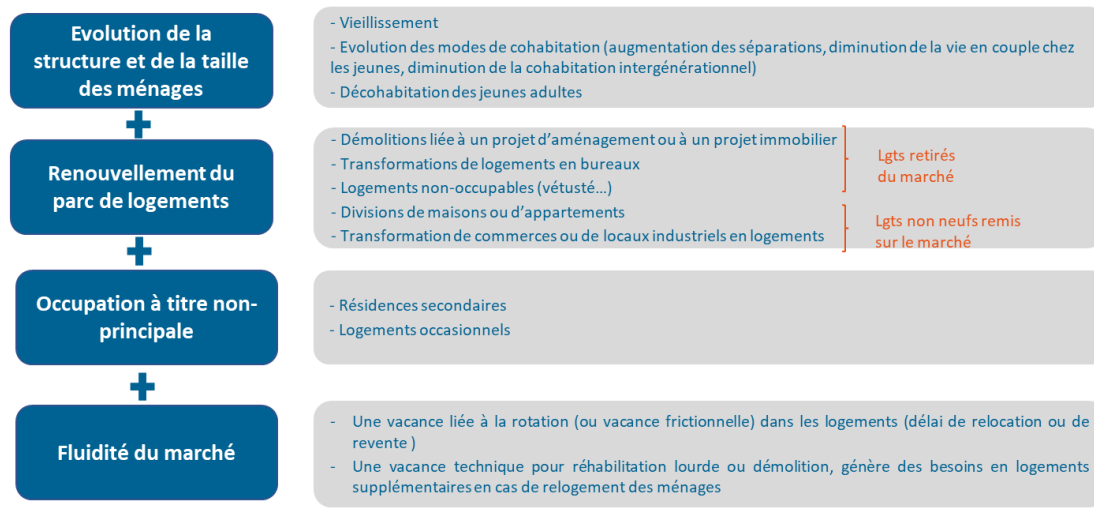 Evolution de la
structure et de la taille
des ménages
- Vieillissement
- Evolution des modes de cohabitation (augmentation des séparations, diminution de la vie en couple chez
les jeunes, diminution de la cohabitation intergénérationnel)
- Décohabitation des jeunes adultes
Renouvellement du
parc de logements
- Démolitions liée à un projet d’aménagement ou à un projet immobilier
- Transformations de logements en bureaux
- Logements non-occupables (vétusté…)
- Divisions de maisons ou d’appartements
- Transformation de commerces ou de locaux industriels en logements
Lgts retirés
du marché
Lgts non neufs remis
sur le marché
Occupation à titre non-
principale
- Résidences secondaires
- Logements occasionnels
Fluidité du marché
- Une vacance liée à la rotation (ou vacance frictionnelle) dans les logements (délai de relocation ou de
revente )
- Une vacance technique pour réhabilitation lourde ou démolition, génère des besoins en logements
supplémentaires en cas de relogement des ménages